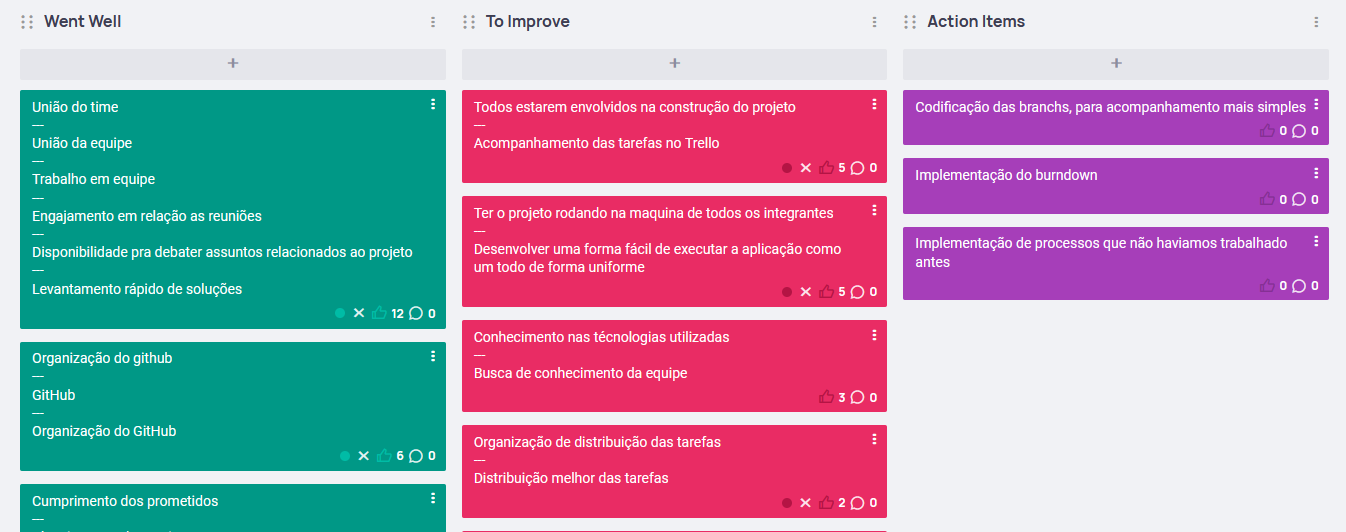 Went Well
+
União do time
—
União da equipe
—
Trabalho em equipe
—
Engajamento em relação as reuniões
—
Disponibilidade pra debater assuntos relacionados ao projeto
—
Levantamento rápido de soluções
12 0
Organização do github
—
GitHub
—
Organização do GitHub
6 0
Cumprimento dos prometidos
—
To Improve
+
Todos estarem envolvidos na construção do projeto
—
Acompanhamento das tarefas no Trello
5 0
Ter o projeto rodando na maquina de todos os integrantes
—
Desenvolver uma forma fácil de executar a aplicação como
um todo de forma uniforme
5 0
Conhecimento nas técnologias utilizadas
—
Busca de conhecimento da equipe
3 0
Organização de distribuição das tarefas
—
Distribuição melhor das tarefas
2 0
Action Items
+
Codificação das branchs, para acompanhamento mais simples
0 0
Implementação do burndown
0 0
Implementação de processos que não haviamos trabalhado
antes
0 0